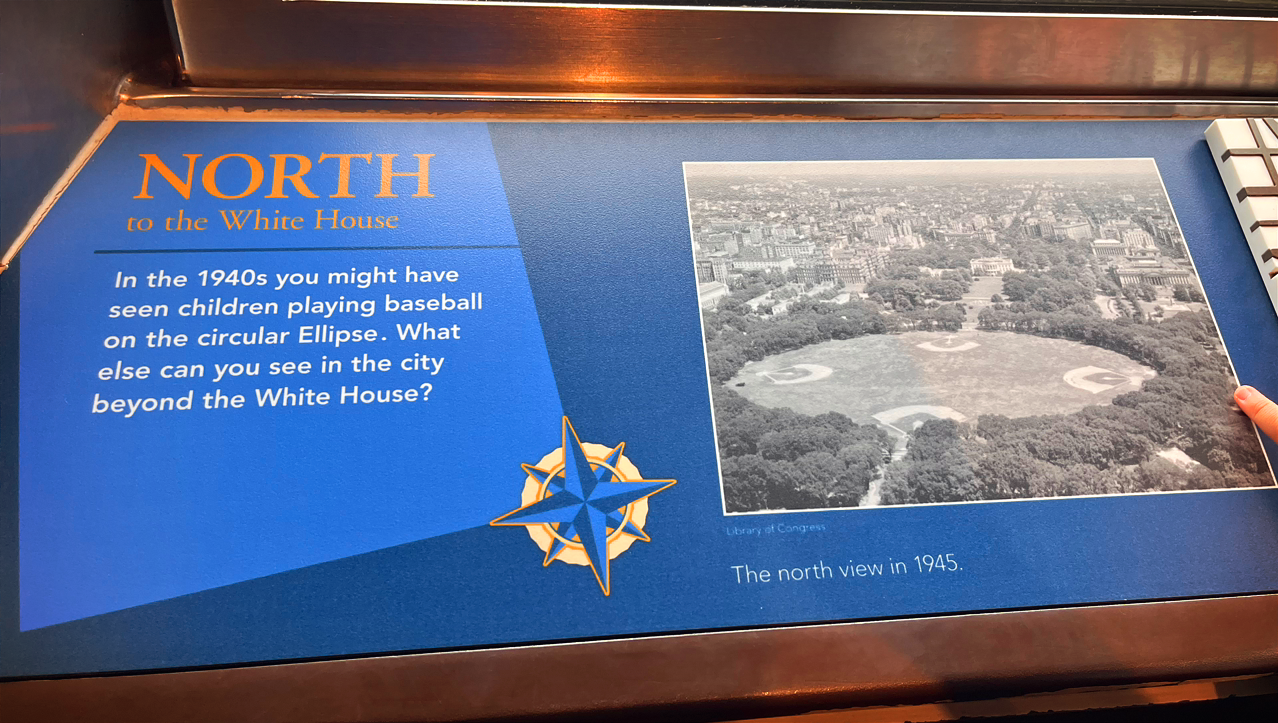 NORTH
to the White House
In the 1940s you might have
seen children playing baseball
on the circular Ellipse. What
else can you see in the city
beyond the White House?
Library of Congress
The north view in 1945.